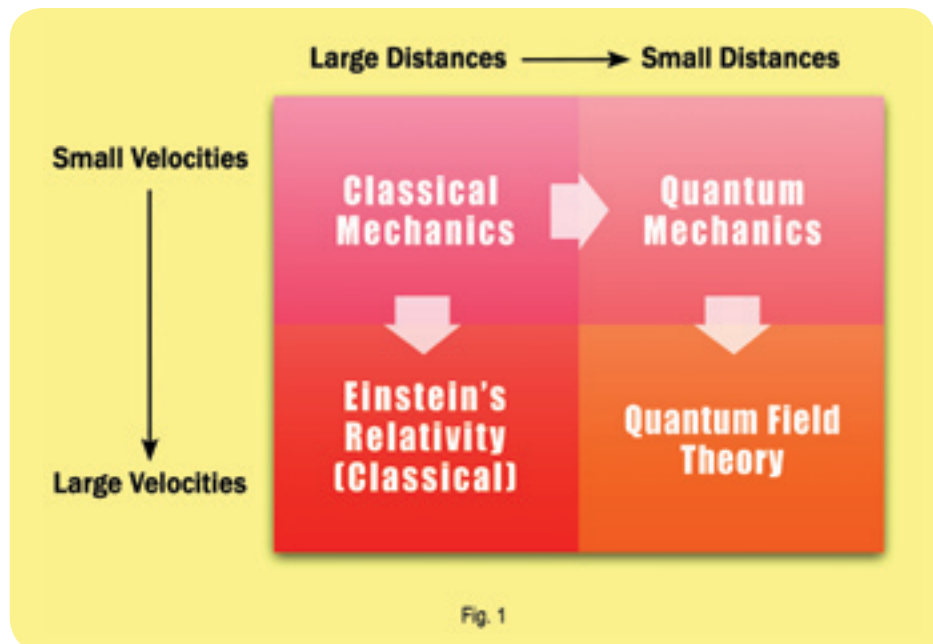 Large Distances → Small Distances
Small Velocities
Classical
Mechanics
Quantum
Mechanics
Einstein's
Relativity
(Classical)
Quantum Field
Theory
Large Velocities
Fig. 1